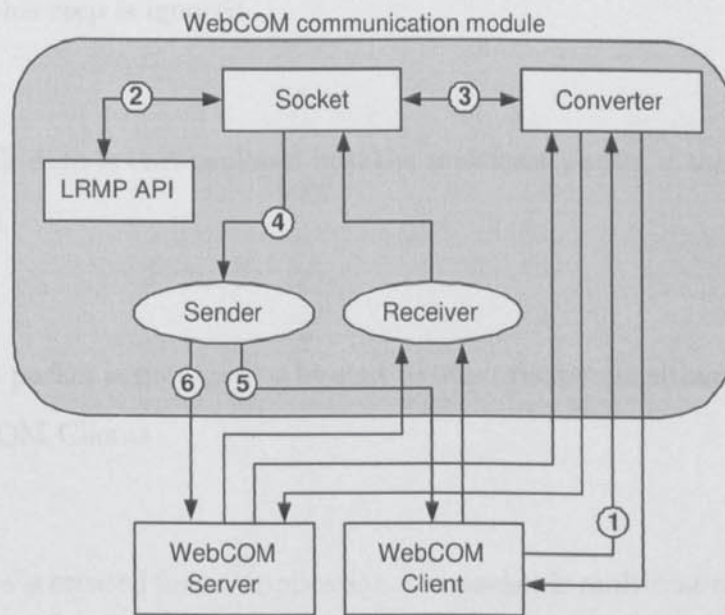 WebCOM communication module
2
Socket
3
Converter
LRMP API
4
Sender
Receiver
6
5
1
WebCOM
Server
WebCOM
Client